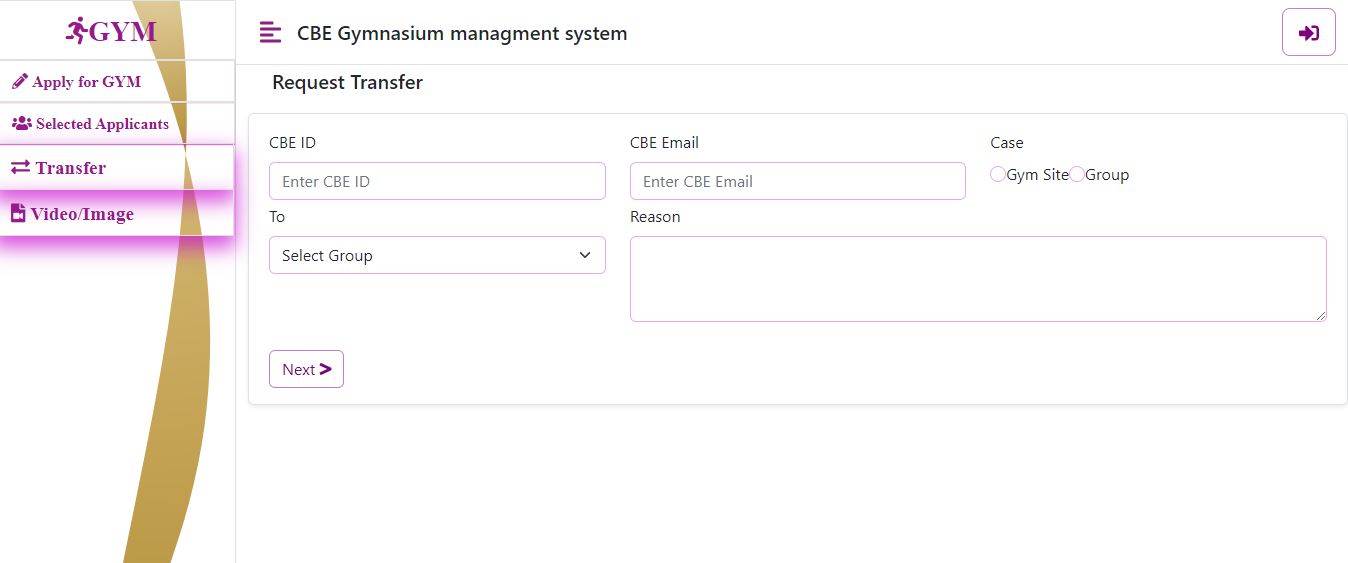 GYM
CBE Gymnasium managment system
Apply for GYM
Selected Applicants
Transfer
Video/Image
Request Transfer
CBE ID
CBE Email
Case
Enter CBE ID
Enter CBE Email
Gym Site Group
To
Reason
Select Group
Next >